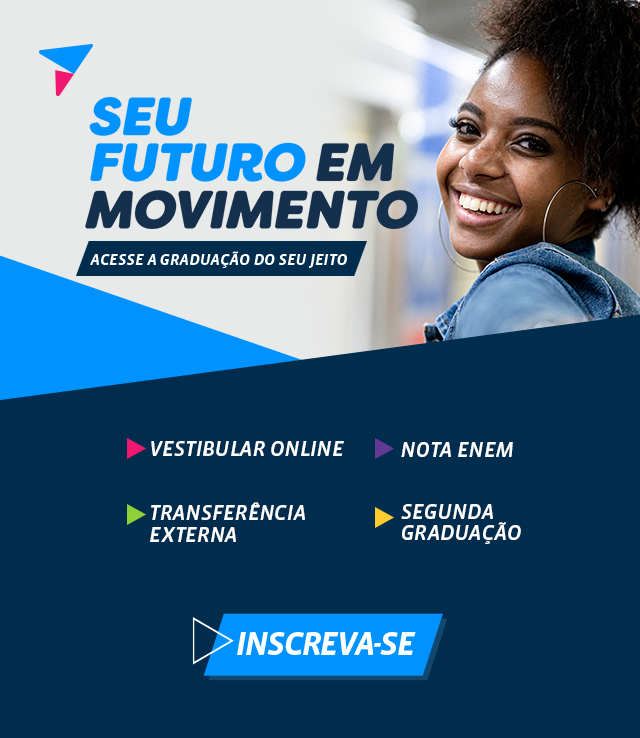 SEU
FUTURO EM
MOVIMENTO
ACESSE A GRADUAÇÃO DO SEU JEITO
VESTIBULAR ONLINE
NOTA ENEM
TRANSFERÊNCIA
EXTERNA
SEGUNDA
GRADUAÇÃO
INSCREVA-SE